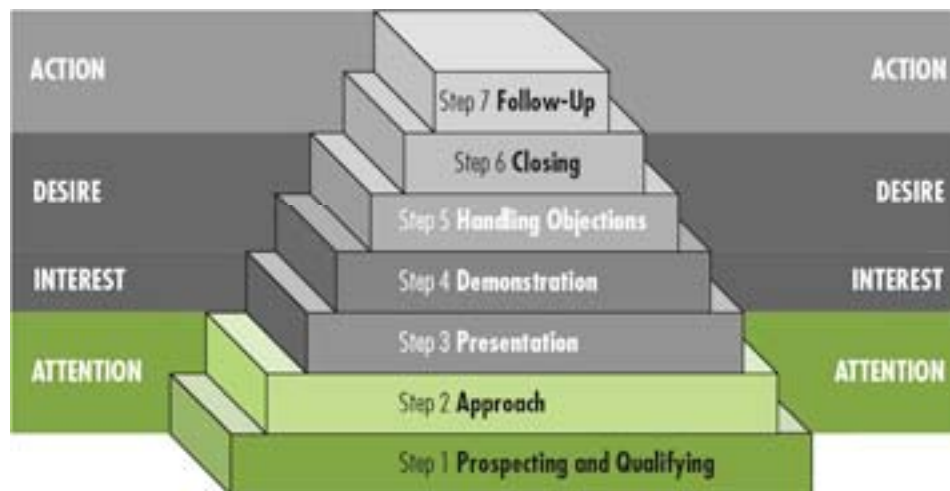 ACTION
ACTION
Step 7 Follow-Up
Step 6 Closing
DESIRE
DESIRE
Step 5 Handling Objections
INTEREST
INTEREST
Step 4 Demonstration
Step 3 Presentation
ATTENTION
ATTENTION
Step 2 Approach
Step 1 Prospecting and Qualifying